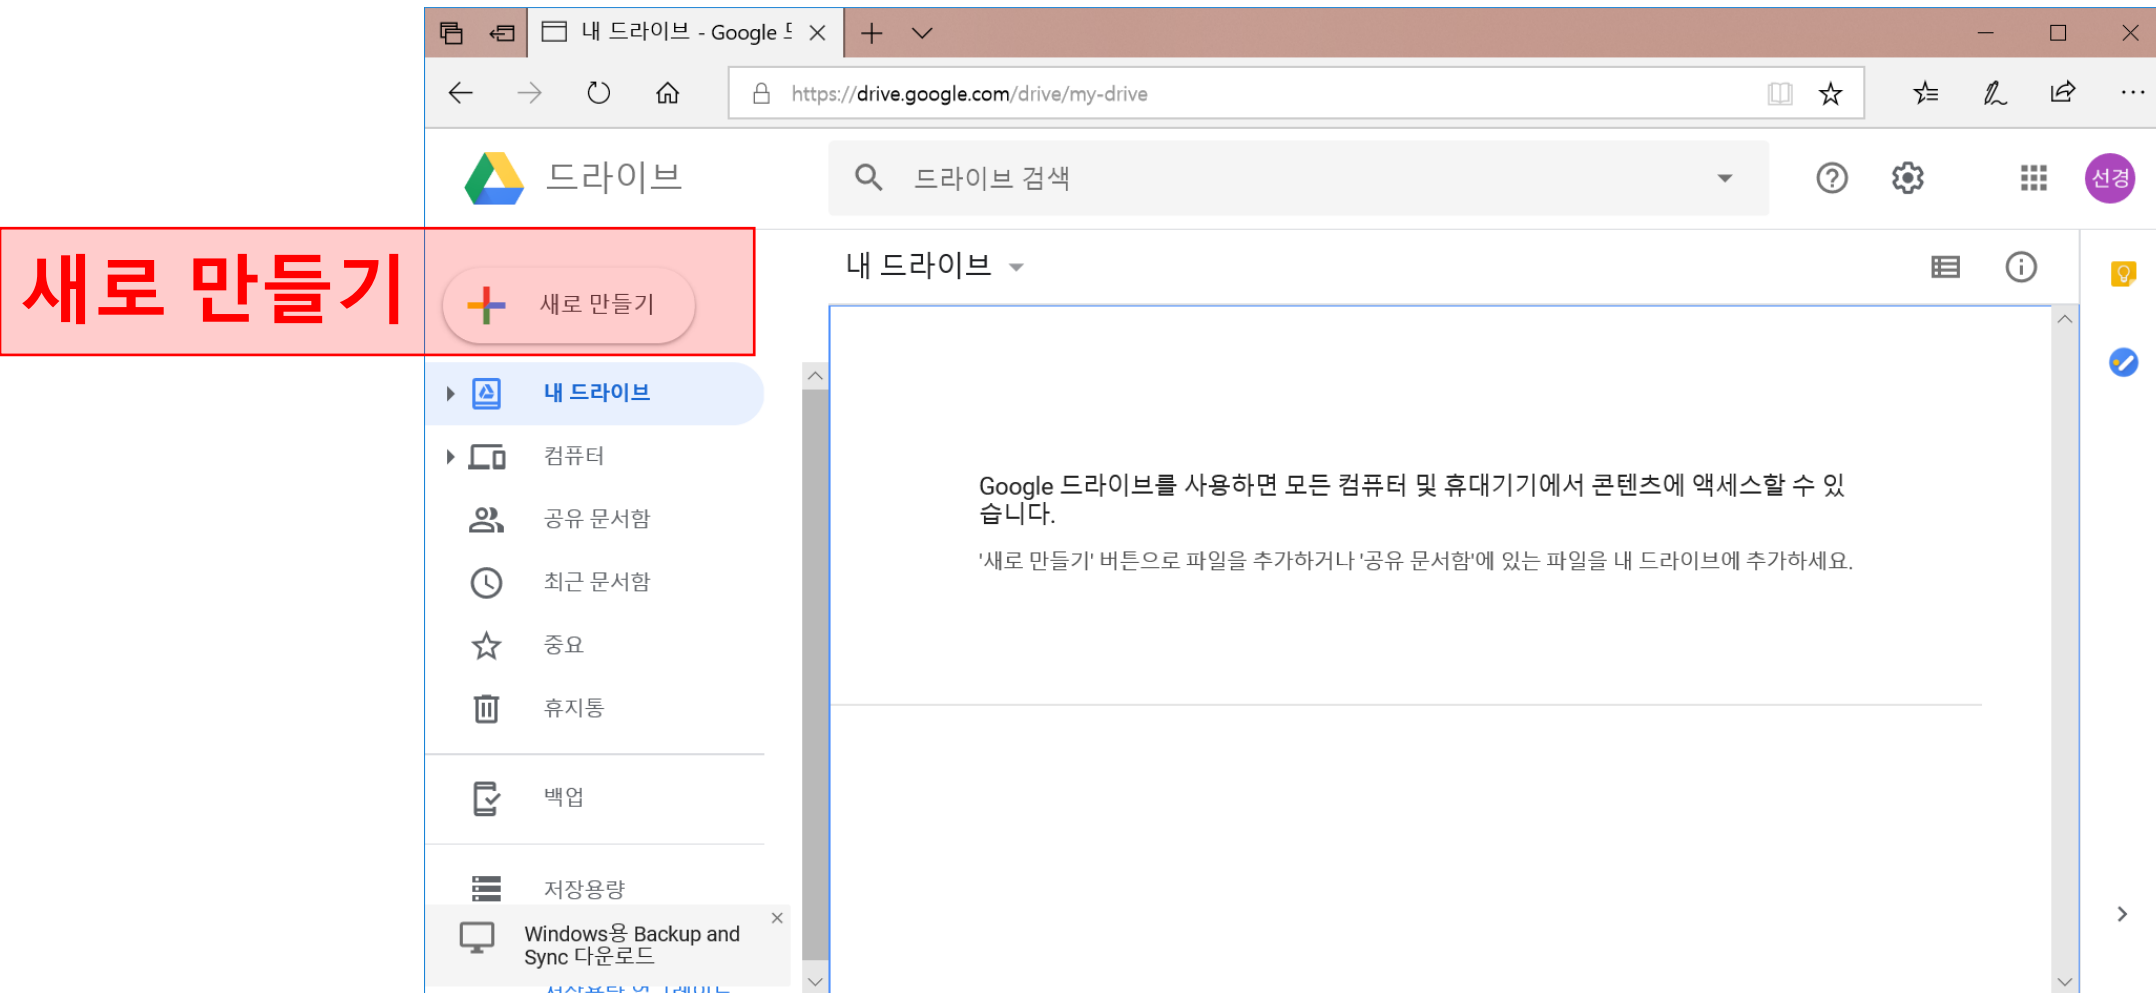 내 드라이브 - Google 드
https://drive.google.com/drive/my-drive
드라이브
드라이브 검색
선경
새로 만들기
새로 만들기
내 드라이브
내 드라이브
컴퓨터
공유 문서함
최근 문서함
중요
휴지통
백업
저장용량
Windows용 Backup and
Sync 다운로드
Google 드라이브를 사용하면 모든 컴퓨터 및 휴대기기에서 콘텐츠에 액세스할 수 있
습니다.
'새로 만들기' 버튼으로 파일을 추가하거나 '공유 문서함'에 있는 파일을 내 드라이브에 추가하세요.